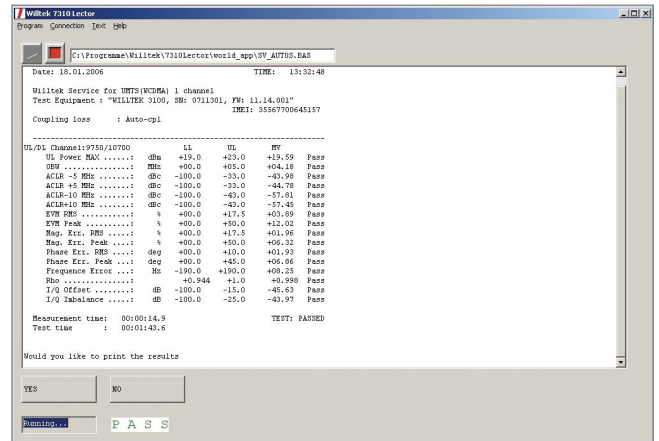 Willtek 7310 Lector
Program Connection Text Help
C:\Programme\Willtek\7310Lector\world_app\SV_AUTOS.BAS
Date: 18.01.2006 TIME: 13:32:48
Willtek Service for UMTS(WCDMA) 1 channel
Test Equipment : "WILLTEK 3100, SN: 0711301, FW: 11.14.001"
IMEI: 35567700645157
Coupling loss : Auto-cpl
--------------------------------------------------------------
UL/DL Channel:9750/10700 LL UL MV
UL Power MAX ......: dBm +19.0 +23.0 +19.59 Pass
OBW ...............: MHz +00.0 +05.0 +04.18 Pass
ACLR -5 MHz .......: dBc -100.0 -33.0 -43.98 Pass
ACLR +5 MHz .......: dBc -100.0 -33.0 -44.78 Pass
ACLR-10 MHz .......: dBc -100.0 -43.0 -57.81 Pass
ACLR+10 MHz .......: dBc -100.0 -43.0 -57.45 Pass
EVM RMS ...........: % +00.0 +17.5 +03.89 Pass
EVM Peak ..........: % +00.0 +50.0 +12.02 Pass
Mag. Err. RMS .....: % +00.0 +17.5 +01.96 Pass
Mag. Err. Peak ....: % +00.0 +50.0 +06.32 Pass
Phase Err. RMS ....: deg +00.0 +10.0 +01.93 Pass
Phase Err. Peak ...: deg +00.0 +45.0 +06.86 Pass
Frequence Error ...: Hz -190.0 +190.0 +08.25 Pass
Rho ...............: +0.944 +1.0 +0.998 Pass
I/Q Offset ........: dB -100.0 -15.0 -45.63 Pass
I/Q Imbalance .....: dB -100.0 -25.0 -43.97 Pass
Measurement time: 00:00:14.9 TEST: PASSED
Test time : 00:01:43.6
Would you like to print the results
YES NO
Running... P A S S